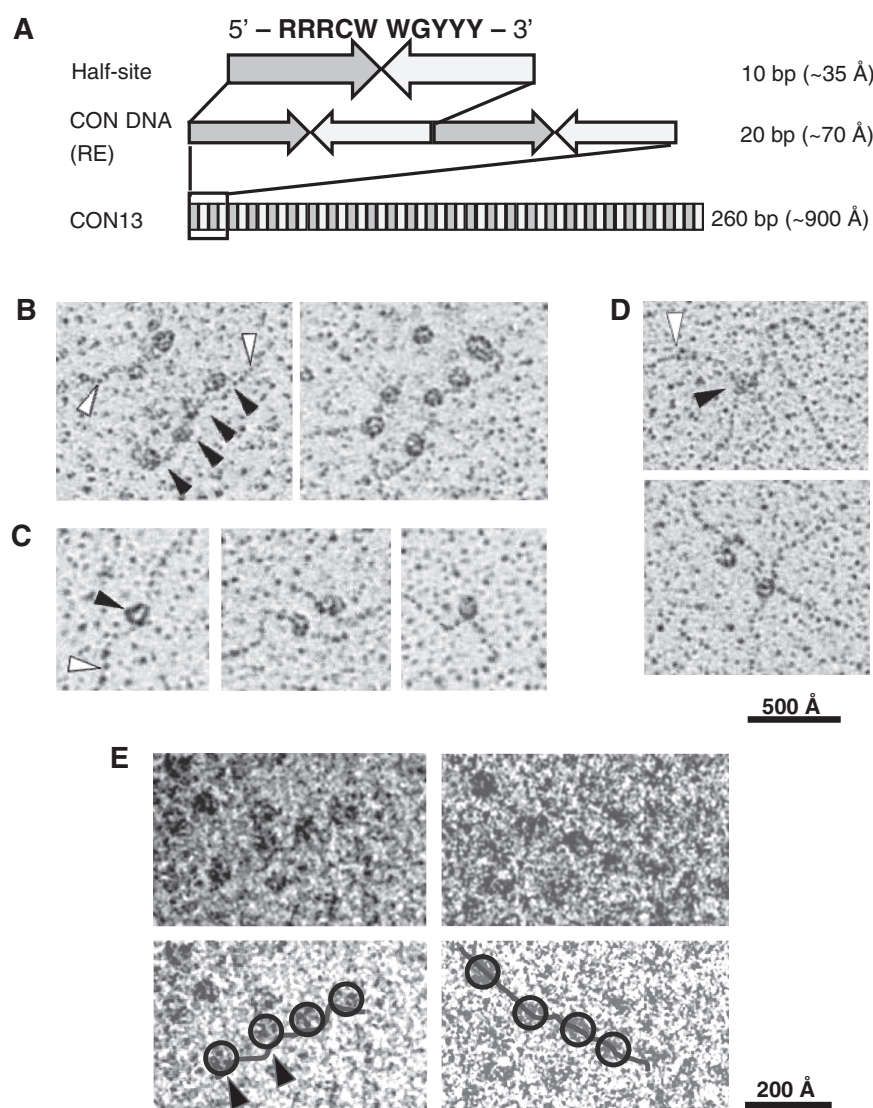 A
5’ – RRRCW WGYYY – 3’
Half-site
10 bp (~35 Å)
CON DNA
(RE)
20 bp (~70 Å)
CON13
260 bp (~900 Å)
B
D
C
500 Å
E
200 Å